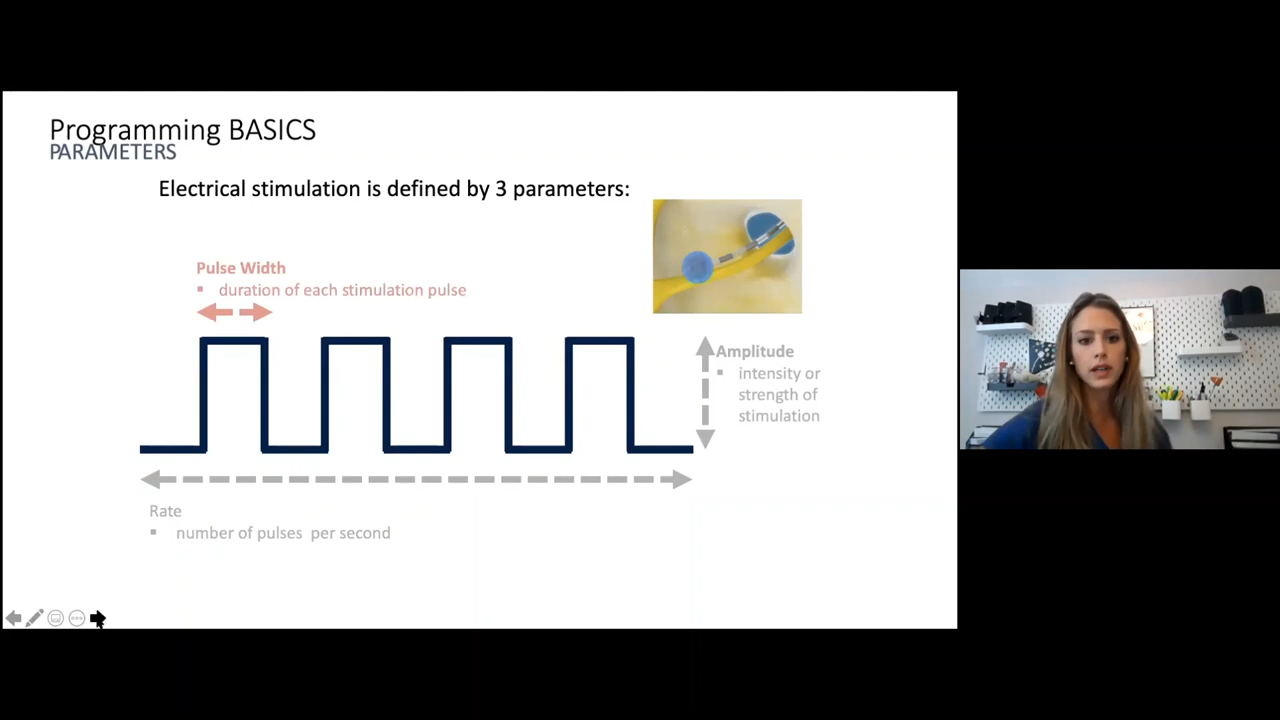 Programming BASICS
PARAMETERS
Electrical stimulation is defined by 3 parameters:
Pulse Width
▪ duration of each stimulation pulse
Amplitude
▪ intensity or
strength of
stimulation
Rate
▪ number of pulses per second